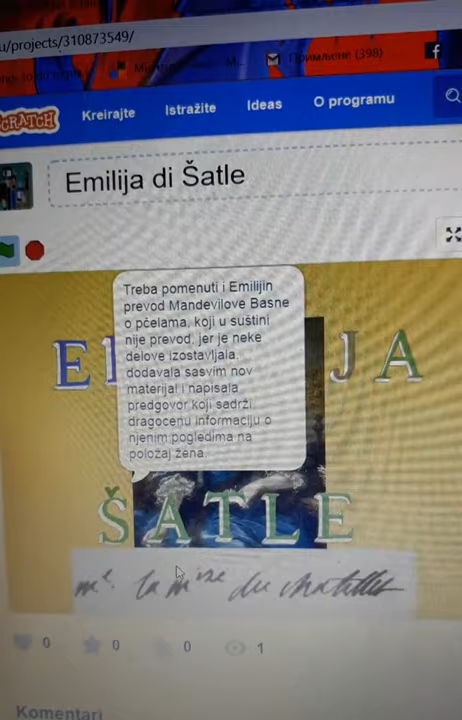 u/projects/310873549/
Примљене (398)
SCRATCH
Kreirajte Istražite Ideas O programu
Emilija di Šatle
Treba pomenuti i Emilijin
prevod Mandevilove Basne
o pčelama, koji u suštini
nije prevod, jer je neke
delove izostavljala,
dodavala sasvim nov
materijal i napisala
predgovor koji sadrži
dragocenu informaciju o
njenim pogledima na
položaj žena.
E JA
ŠATLE
0 0 0 1
Komentari